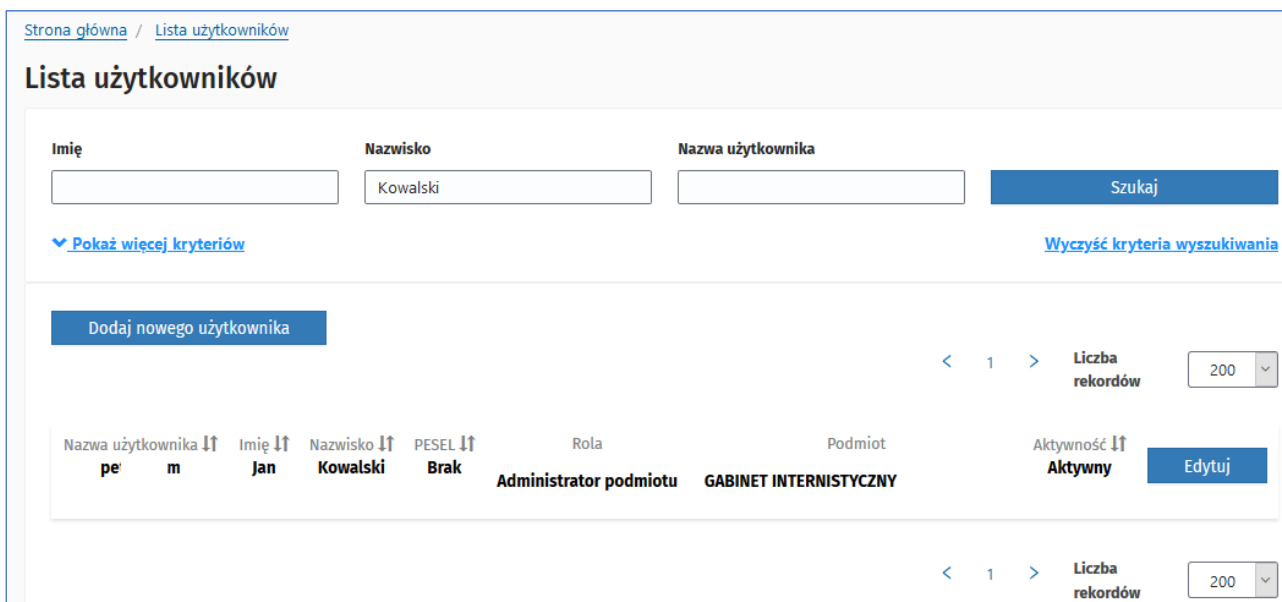 Strona główna / Lista użytkowników
Lista użytkowników
Imię Nazwisko Nazwa użytkownika
Kowalski Szukaj
Pokaż więcej kryteriów Wyczyść kryteria wyszukiwania
Dodaj nowego użytkownika
< 1 > Liczba rekordów 200
Nazwa użytkownika Imię Nazwisko PESEL Rola Podmiot Aktywność
Jan Kowalski Brak Administrator podmiotu GABINET INTERNISTYCZNY Aktywny Edytuj
< 1 > Liczba rekordów 200